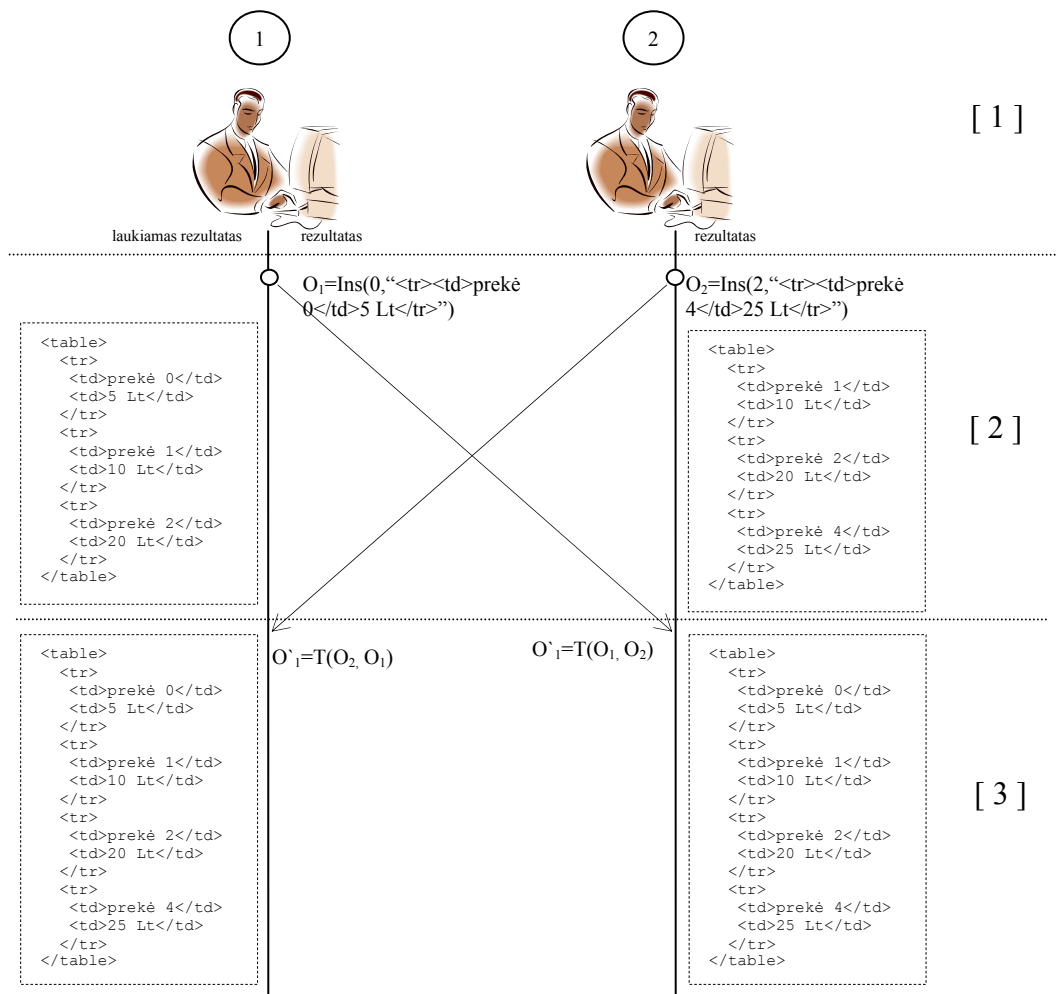 1
2
[ 1 ]
laukiamas rezultatas
rezultatas
rezultatas
O₁=Ins(0,“<tr><td>prekė
0</td>5 Lt</tr>”)
O₂=Ins(2,“<tr><td>prekė
4</td>25 Lt</tr>”)
<table>
<tr>
<td>prekė 0</td>
<td>5 Lt</td>
</tr>
<tr>
<td>prekė 1</td>
<td>10 Lt</td>
</tr>
<tr>
<td>prekė 2</td>
<td>20 Lt</td>
</tr>
</table>
<table>
<tr>
<td>prekė 1</td>
<td>10 Lt</td>
</tr>
<tr>
<td>prekė 2</td>
<td>20 Lt</td>
</tr>
<tr>
<td>prekė 4</td>
<td>25 Lt</td>
</tr>
</table>
[ 2 ]
O`₁=T(O₂, O₁)
O`₁=T(O₁, O₂)
<table>
<tr>
<td>prekė 0</td>
<td>5 Lt</td>
</tr>
<tr>
<td>prekė 1</td>
<td>10 Lt</td>
</tr>
<tr>
<td>prekė 2</td>
<td>20 Lt</td>
</tr>
<tr>
<td>prekė 4</td>
<td>25 Lt</td>
</tr>
</table>
<table>
<tr>
<td>prekė 0</td>
<td>5 Lt</td>
</tr>
<tr>
<td>prekė 1</td>
<td>10 Lt</td>
</tr>
<tr>
<td>prekė 2</td>
<td>20 Lt</td>
</tr>
<tr>
<td>prekė 4</td>
<td>25 Lt</td>
</tr>
</table>
[ 3 ]